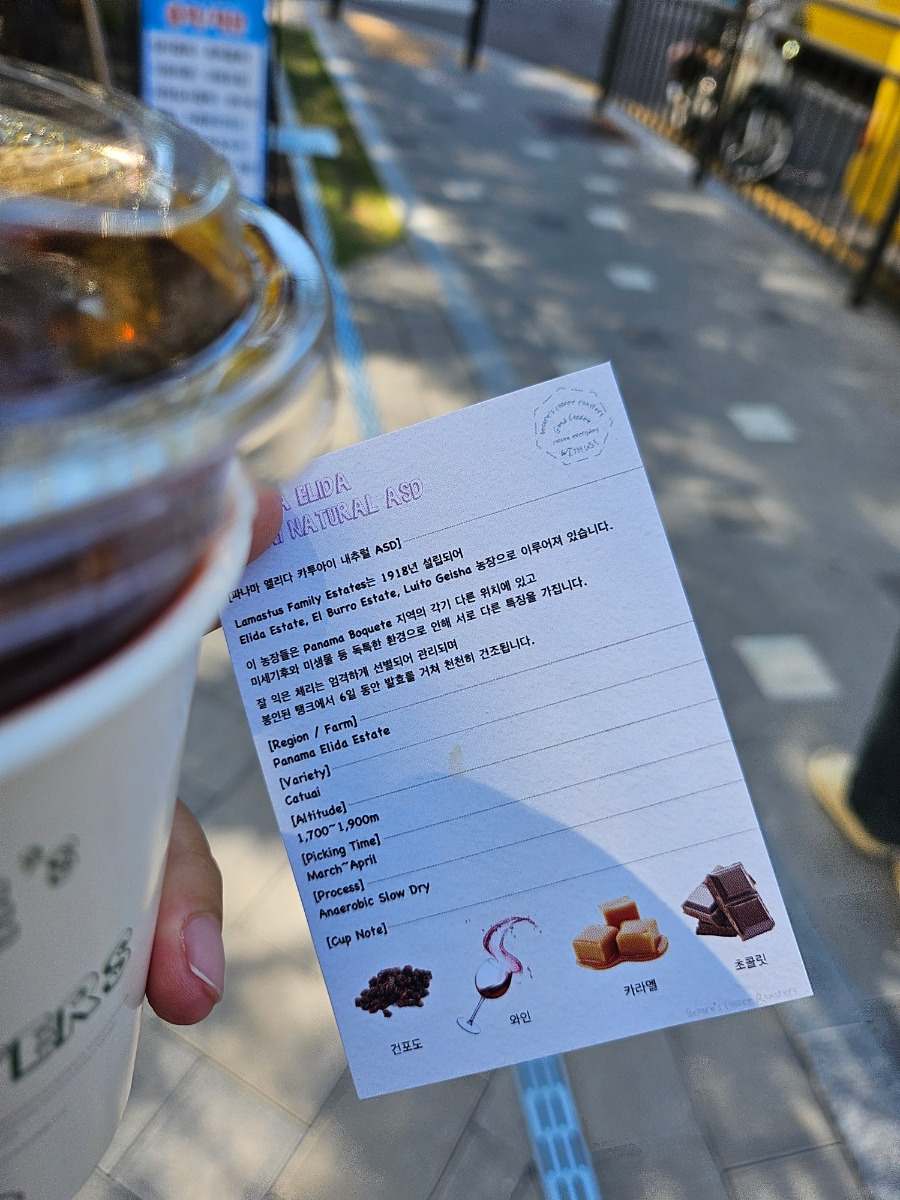 ELIDA
NATURAL ASD
[파나마 엘리다 카투아이 내추럴 ASD]
Lamastus Family Estates는 1918년 설립되어
Elida Estate, El Burro Estate, Luito Geisha 농장으로 이루어져 있습니다.
이 농장들은 Panama Boquete 지역의 각기 다른 위치에 있고
미세기후와 미생물 등 독특한 환경으로 인해 서로 다른 특징을 가집니다.
잘 익은 체리는 엄격하게 선별되어 관리되며
봉인된 탱크에서 6일 동안 발효를 거쳐 천천히 건조됩니다.
[Region / Farm]
Panama Elida Estate
[Variety]
Catuai
[Altitude]
1,700~1,900m
[Picking Time]
March~April
[Process]
Anaerobic Slow Dry
[Cup Note]
건포도
와인
카라멜
초콜릿
TERS